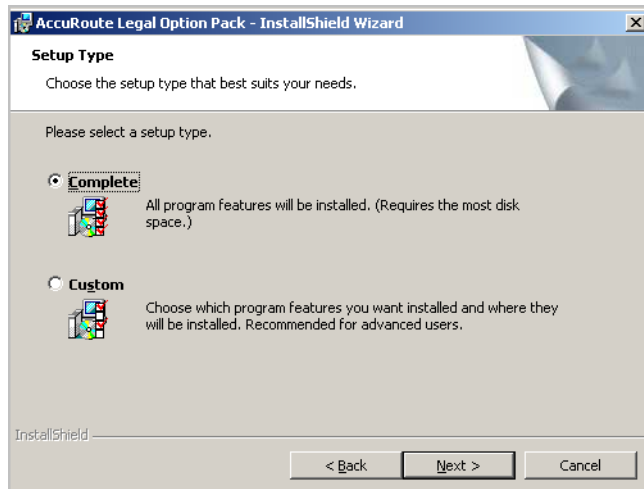 AccuRoute Legal Option Pack - InstallShield Wizard
Setup Type
Choose the setup type that best suits your needs.
Please select a setup type.
Complete
All program features will be installed. (Requires the most disk
space.)
Custom
Choose which program features you want installed and where they
will be installed. Recommended for advanced users.
InstallShield
< Back
Next >
Cancel